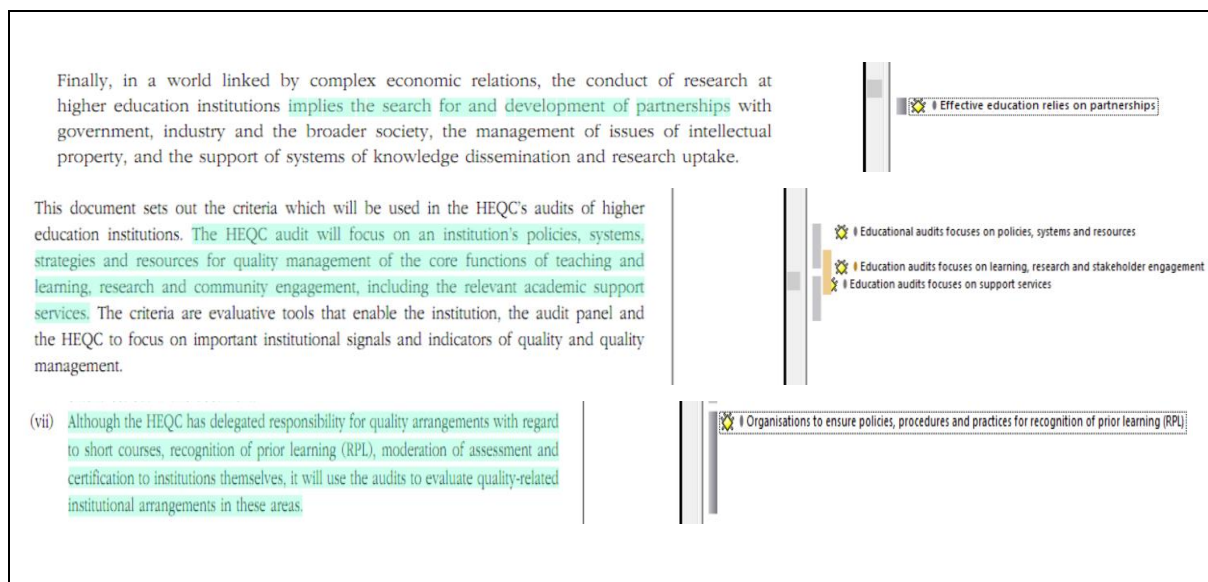 Finally, in a world linked by complex economic relations, the conduct of research at
higher education institutions implies the search for and development of partnerships with
government, industry and the broader society, the management of issues of intellectual
property, and the support of systems of knowledge dissemination and research uptake.
Effective education relies on partnerships
This document sets out the criteria which will be used in the HEQC's audits of higher
education institutions. The HEQC audit will focus on an institution's policies, systems,
strategies and resources for quality management of the core functions of teaching and
learning, research and community engagement, including the relevant academic support
services. The criteria are evaluative tools that enable the institution, the audit panel and
the HEQC to focus on important institutional signals and indicators of quality and quality
management.
Educational audits focuses on policies, systems and resources
Education audits focuses on learning, research and stakeholder engagement
Education audits focuses on support services
(vii) Although the HEQC has delegated responsibility for quality arrangements with regard
to short courses, recognition of prior learning (RPL), moderation of assessment and
certification to institutions themselves, it will use the audits to evaluate quality-related
institutional arrangements in these areas.
Organisations to ensure policies, procedures and practices for recognition of prior learning (RPL)